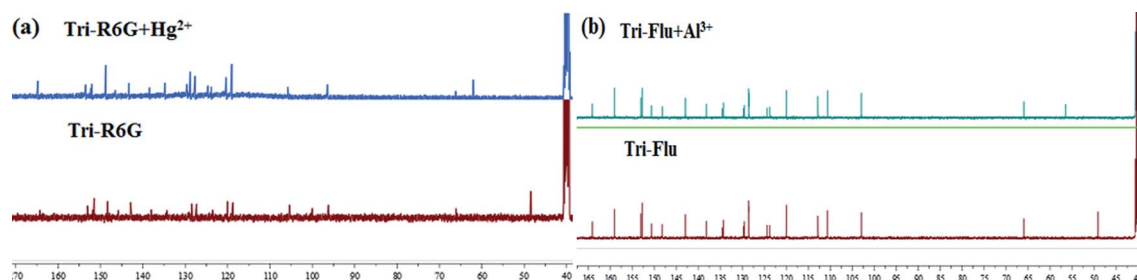 (a) Tri-R6G+Hg²⁺
Tri-R6G
170 160 150 140 130 120 110 100 90 80 70 60 50 40
(b) Tri-Flu+Al³⁺
Tri-Flu
165 160 155 150 145 140 135 130 125 120 115 110 105 100 95 90 85 80 75 70 65 60 55 50 45